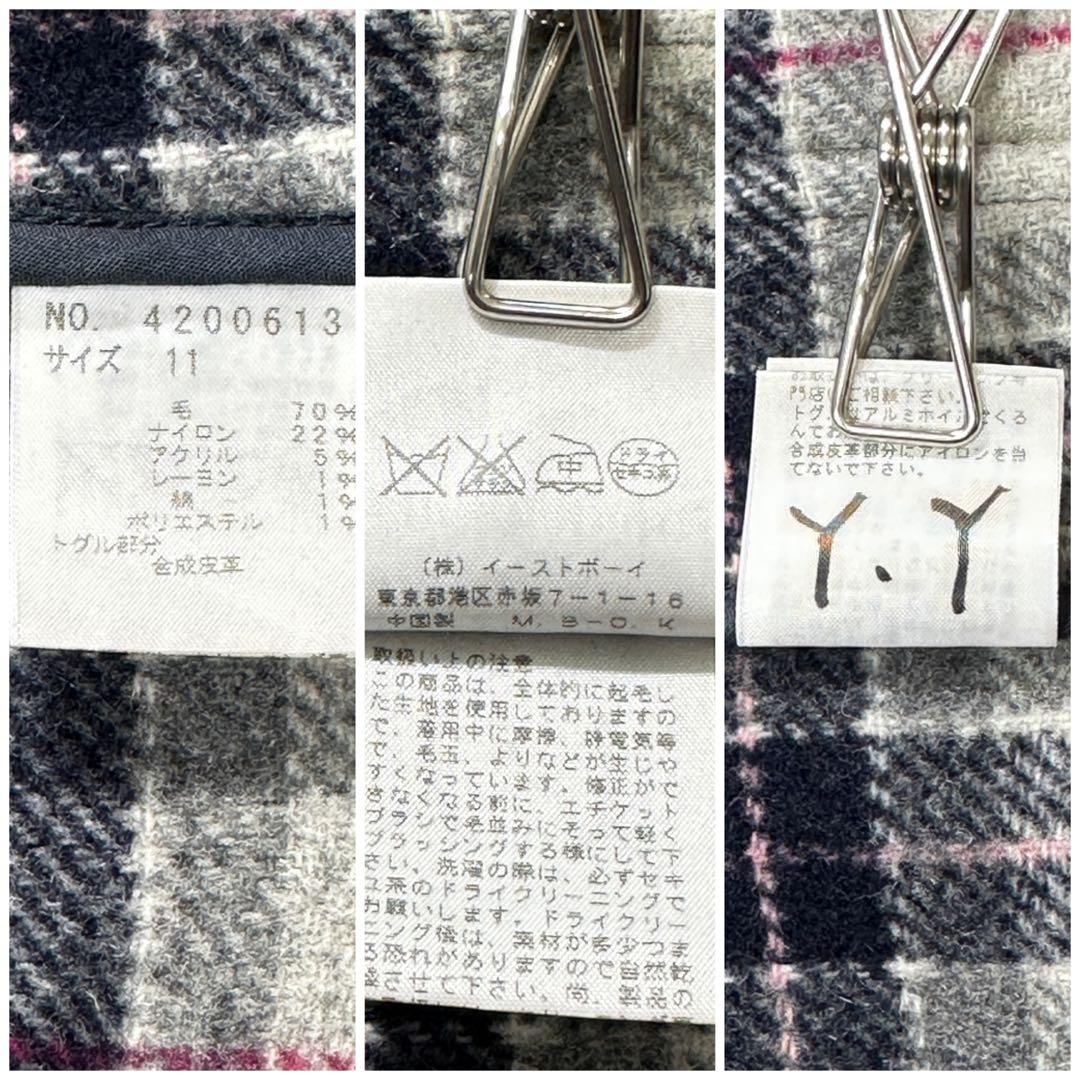 NO. 4200613
サイズ 11
毛 70%
ナイロン 22%
アクリル 5%
レーヨン 1%
綿 1%
ポリエステル 1%
トグル部分
合成皮革
ドライ
セキユ系
(株)イーストボーイ
東京都港区赤坂7-1-16
中国製
取扱い上の注意
この商品は、全体的に起毛し
た生地を使用しておりますの
で、着用中に摩擦、静電気等
で、毛玉、よりなどが生じや
すくなっています。修正がで
きなくなる前に、エチケット
ブラシで毛並みにそって軽く
ブラッシングする様にして下
さい。洗濯の際は、必ずセキ
ユ系のドライクリーニングで
お願いします。ドライクリー
ニング後は、素材が多少つま
る恐れがありますので自然乾
燥させて下さい。尚、製品の
門店にご相談下さい。
んでお
合成皮革部分にアイロンを当
てないで下さい。
Y.Y